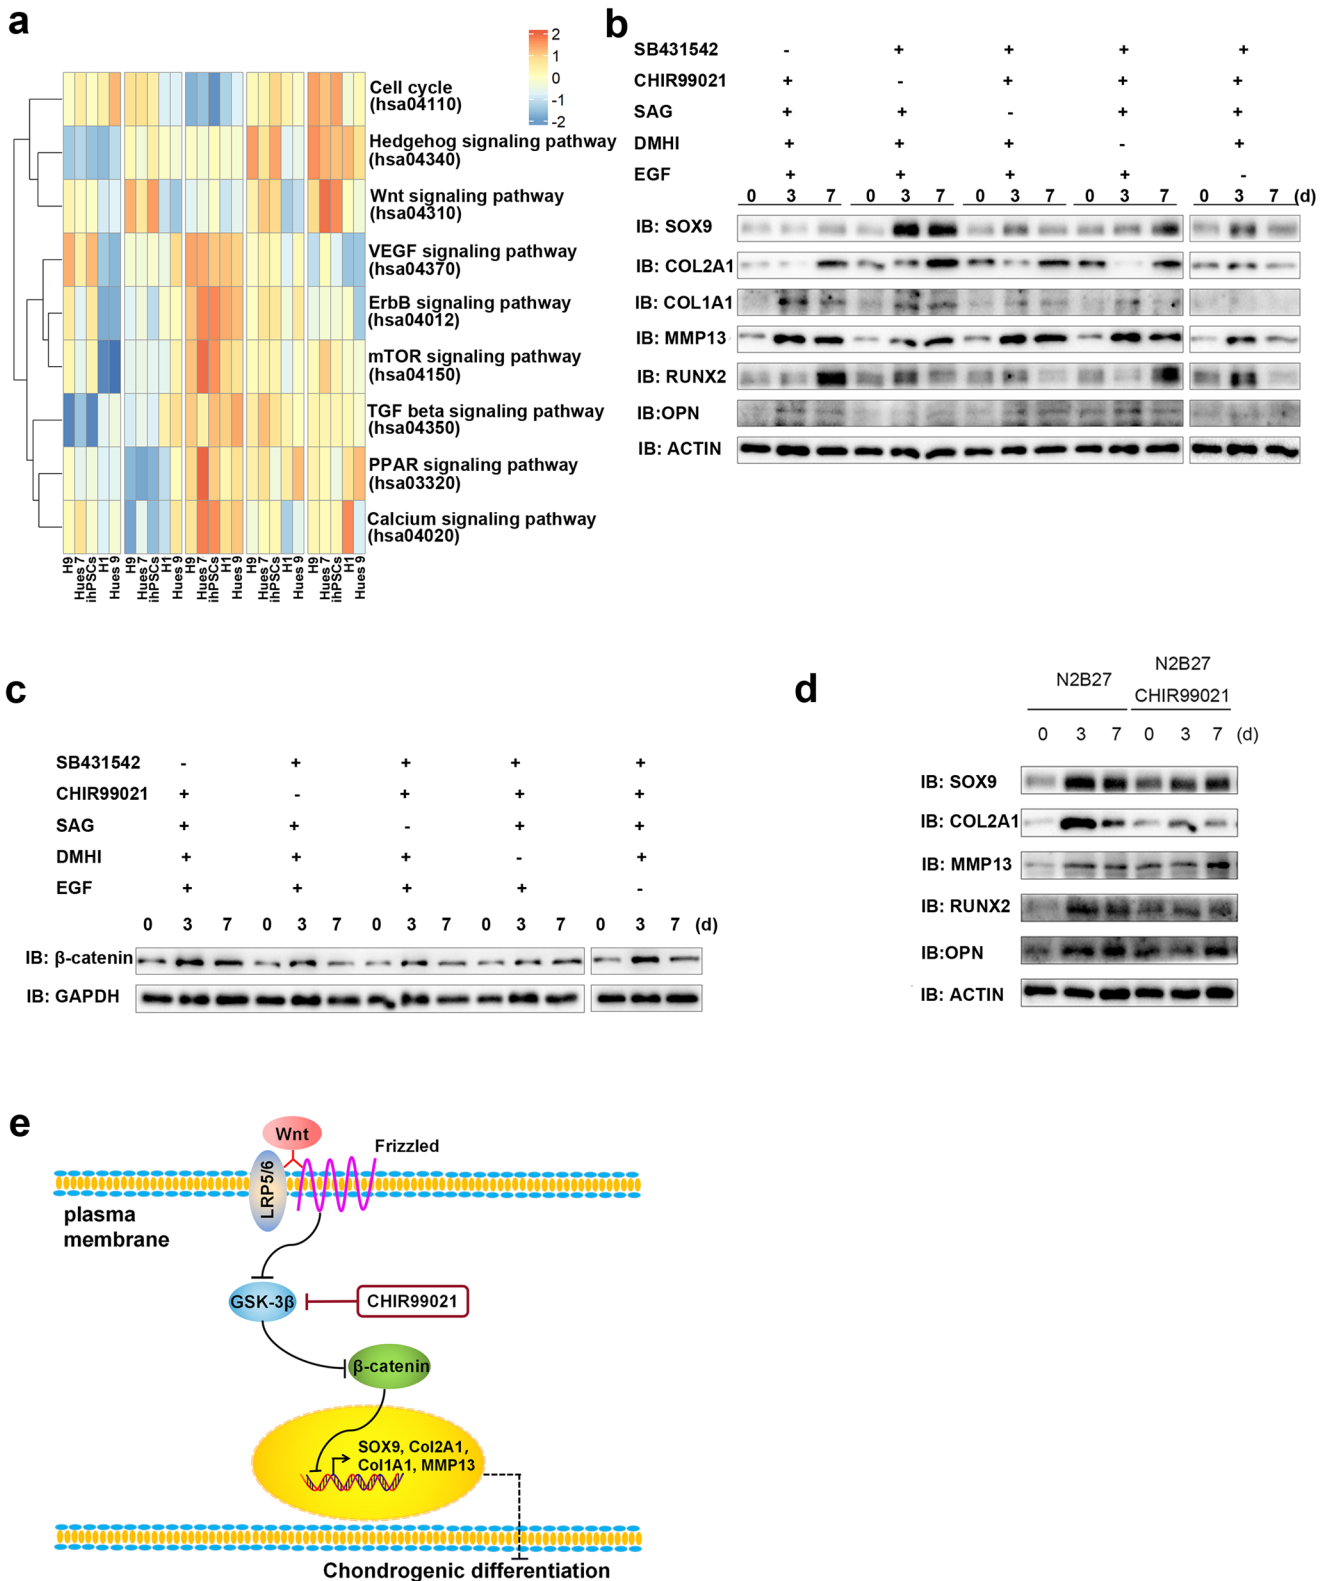 a
2
1
0
-1
-2
Cell cycle
(hsa04110)
Hedgehog signaling pathway
(hsa04340)
Wnt signaling pathway
(hsa04310)
VEGF signaling pathway
(hsa04370)
ErbB signaling pathway
(hsa04012)
mTOR signaling pathway
(hsa04150)
TGF beta signaling pathway
(hsa04350)
PPAR signaling pathway
(hsa03320)
Calcium signaling pathway
(hsa04020)
H9 Hues 7 ihPSCs H1 Hues 9 H9 Hues 7 ihPSCs H1 Hues 9 H9 Hues 7 ihPSCs H1 Hues 9 H9 Hues 7 ihPSCs H1 Hues 9 H9 Hues 7 ihPSCs H1 Hues 9
b
SB431542 - + + + +
CHIR99021 + - + + +
SAG + + - + +
DMHI + + + - +
EGF + + + + -
0 3 7 0 3 7 0 3 7 0 3 7 0 3 7 (d)
IB: SOX9
IB: COL2A1
IB: COL1A1
IB: MMP13
IB: RUNX2
IB:OPN
IB: ACTIN
c
SB431542 - + + + +
CHIR99021 + - + + +
SAG + + - + +
DMHI + + + - +
EGF + + + + -
0 3 7 0 3 7 0 3 7 0 3 7 0 3 7 (d)
IB: β-catenin
IB: GAPDH
d
N2B27
N2B27
CHIR99021
0 3 7 0 3 7 (d)
IB: SOX9
IB: COL2A1
IB: MMP13
IB: RUNX2
IB:OPN
IB: ACTIN
e
Wnt
Frizzled
LRP5/6
plasma
membrane
GSK-3β
CHIR99021
β-catenin
SOX9, Col2A1,
Col1A1, MMP13
Chondrogenic differentiation